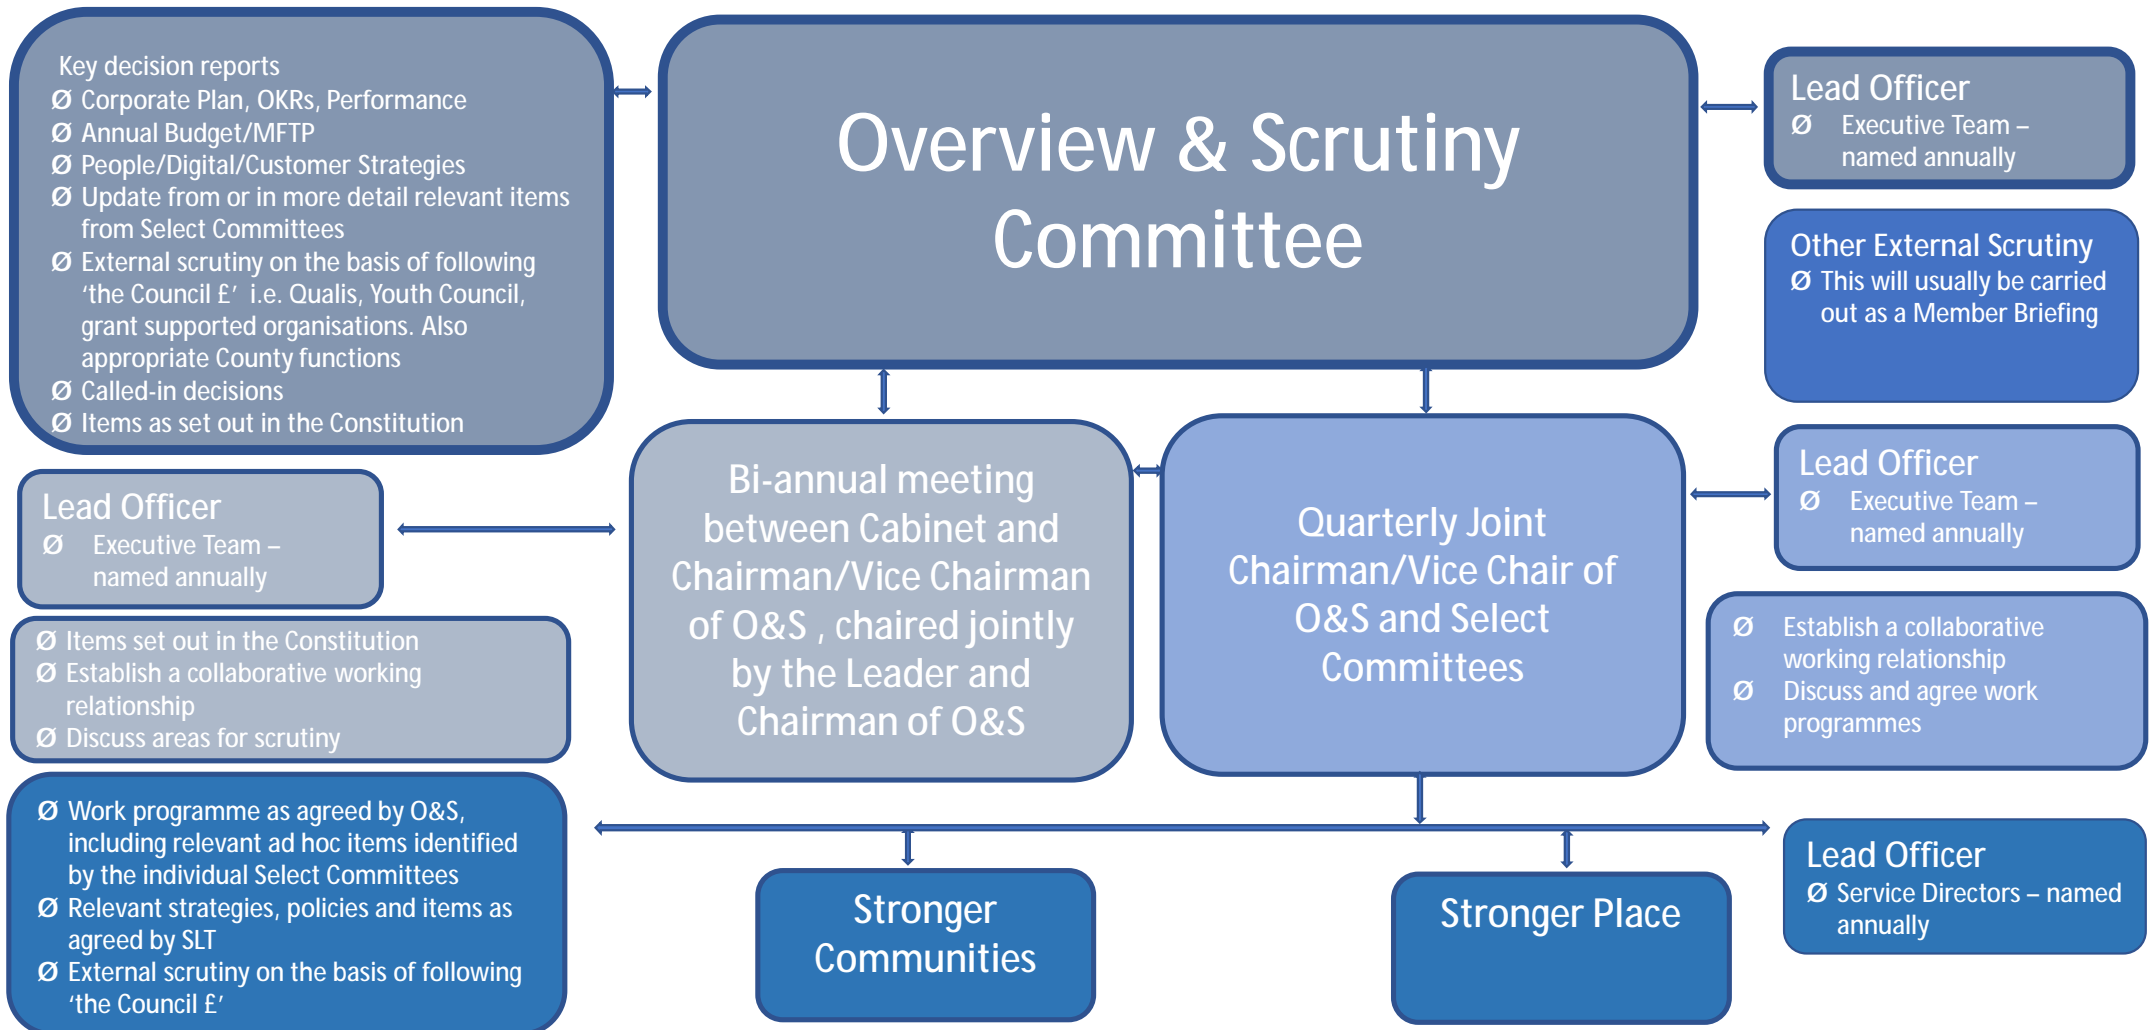 Key decision reports
Ø Corporate Plan, OKRs, Performance
Ø Annual Budget/MFTP
Ø People/Digital/Customer Strategies
Ø Update from or in more detail relevant items
from Select Committees
Ø External scrutiny on the basis of following
‘the Council £’ i.e. Qualis, Youth Council,
grant supported organisations. Also
appropriate County functions
Ø Called-in decisions
Ø Items as set out in the Constitution
Overview & Scrutiny
Committee
Lead Officer
Ø Executive Team –
named annually
Other External Scrutiny
Ø This will usually be carried
out as a Member Briefing
Lead Officer
Ø Executive Team –
named annually
Bi-annual meeting
between Cabinet and
Chairman/Vice Chairman
of O&S , chaired jointly
by the Leader and
Chairman of O&S
Quarterly Joint
Chairman/Vice Chair of
O&S and Select
Committees
Lead Officer
Ø Executive Team –
named annually
Ø Items set out in the Constitution
Ø Establish a collaborative working
relationship
Ø Discuss areas for scrutiny
Ø Establish a collaborative
working relationship
Ø Discuss and agree work
programmes
Ø Work programme as agreed by O&S,
including relevant ad hoc items identified
by the individual Select Committees
Ø Relevant strategies, policies and items as
agreed by SLT
Ø External scrutiny on the basis of following
‘the Council £’
Stronger
Communities
Stronger Place
Lead Officer
Ø Service Directors – named
annually